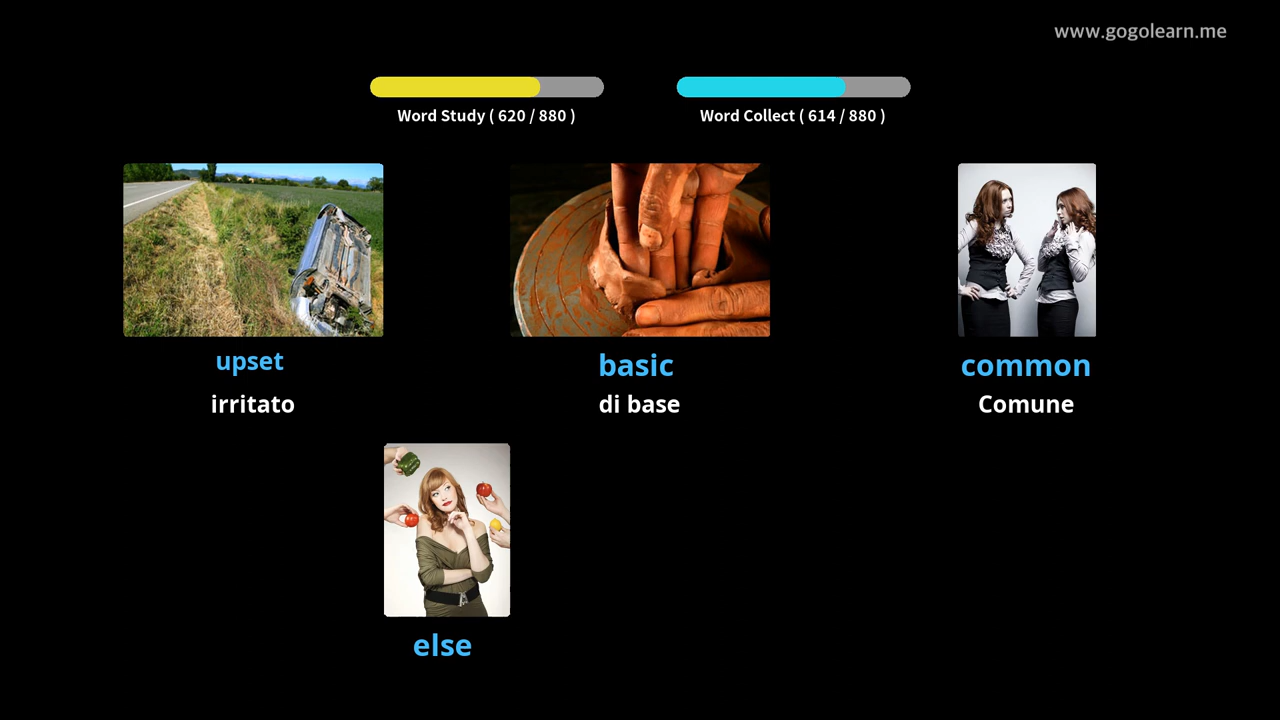 www.gogolearn.me
Word Study ( 620 / 880 )
Word Collect ( 614 / 880 )
upset
basic
common
irritato
di base
Comune
else